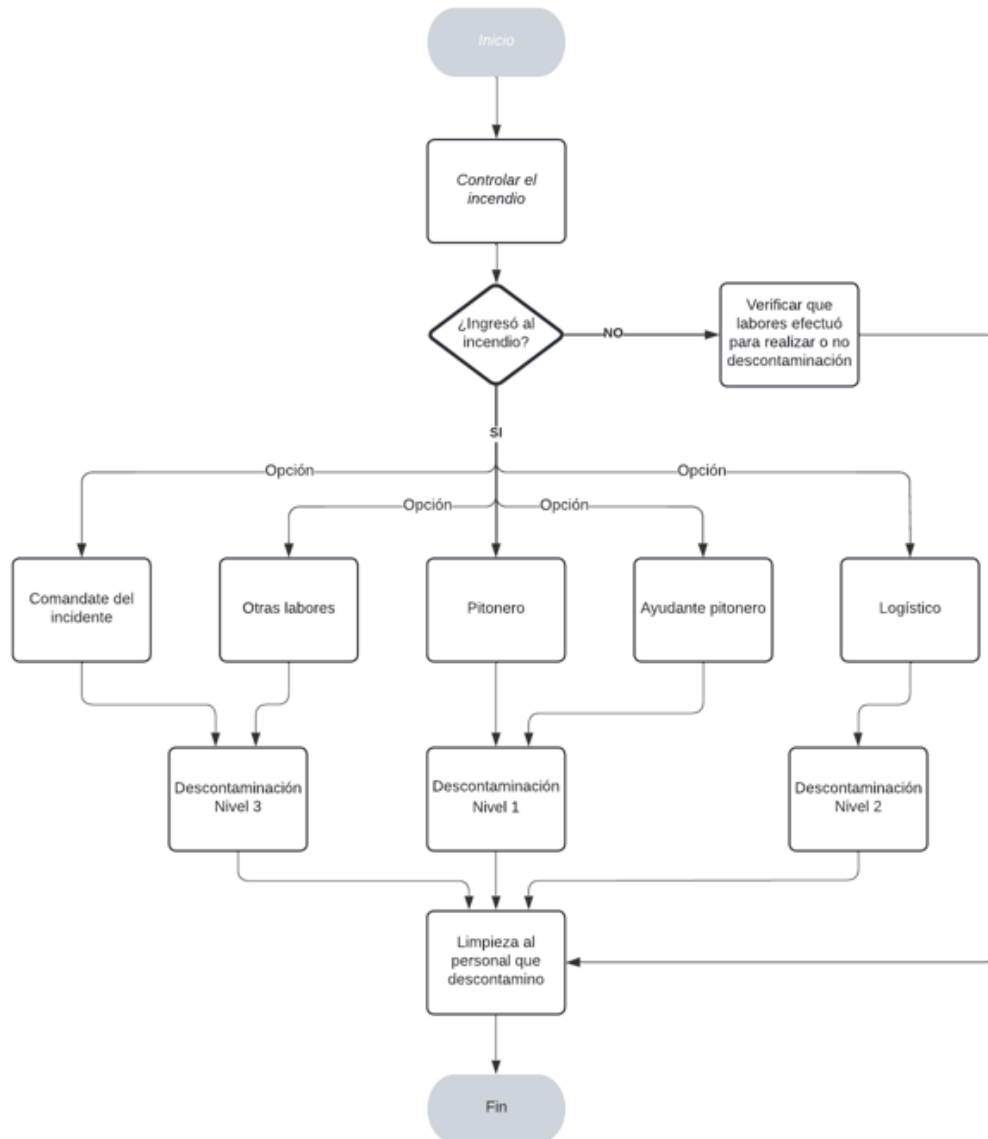 Inicio
Controlar el
incendio
¿Ingresó al
incendio?
NO
Verificar que
labores efectuó
para realizar o no
descontaminación
SI
Opción
Opción
Opción
Opción
Comandate del
incidente
Otras labores
Pitonero
Ayudante pitonero
Logístico
Descontaminación
Nivel 3
Descontaminación
Nivel 1
Descontaminación
Nivel 2
Limpieza al
personal que
descontamino
Fin